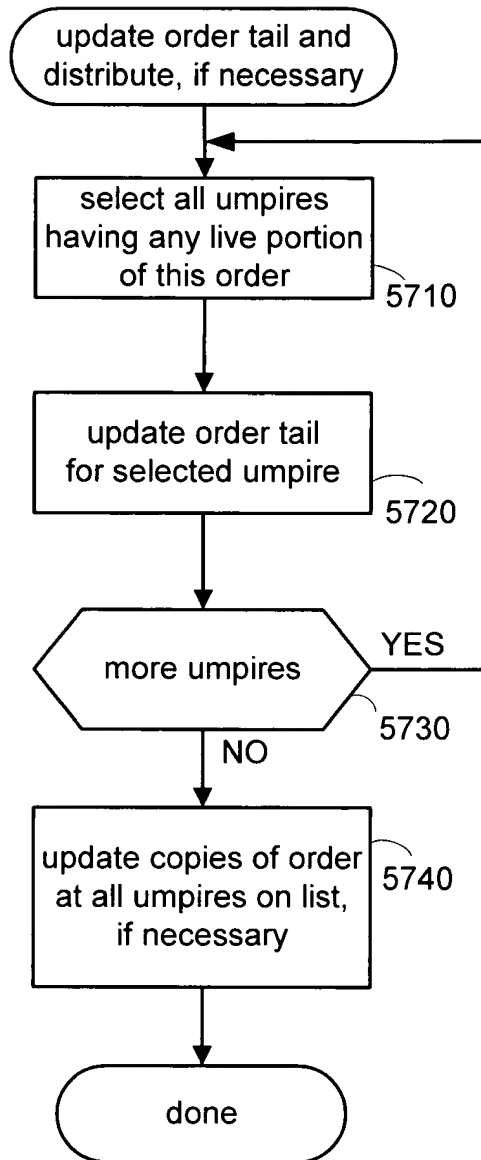 update order tail and
distribute, if necessary
select all umpires
having any live portion
of this order
5710
update order tail
for selected umpire
5720
more umpires
YES
5730
NO
update copies of order
at all umpires on list,
if necessary
5740
done